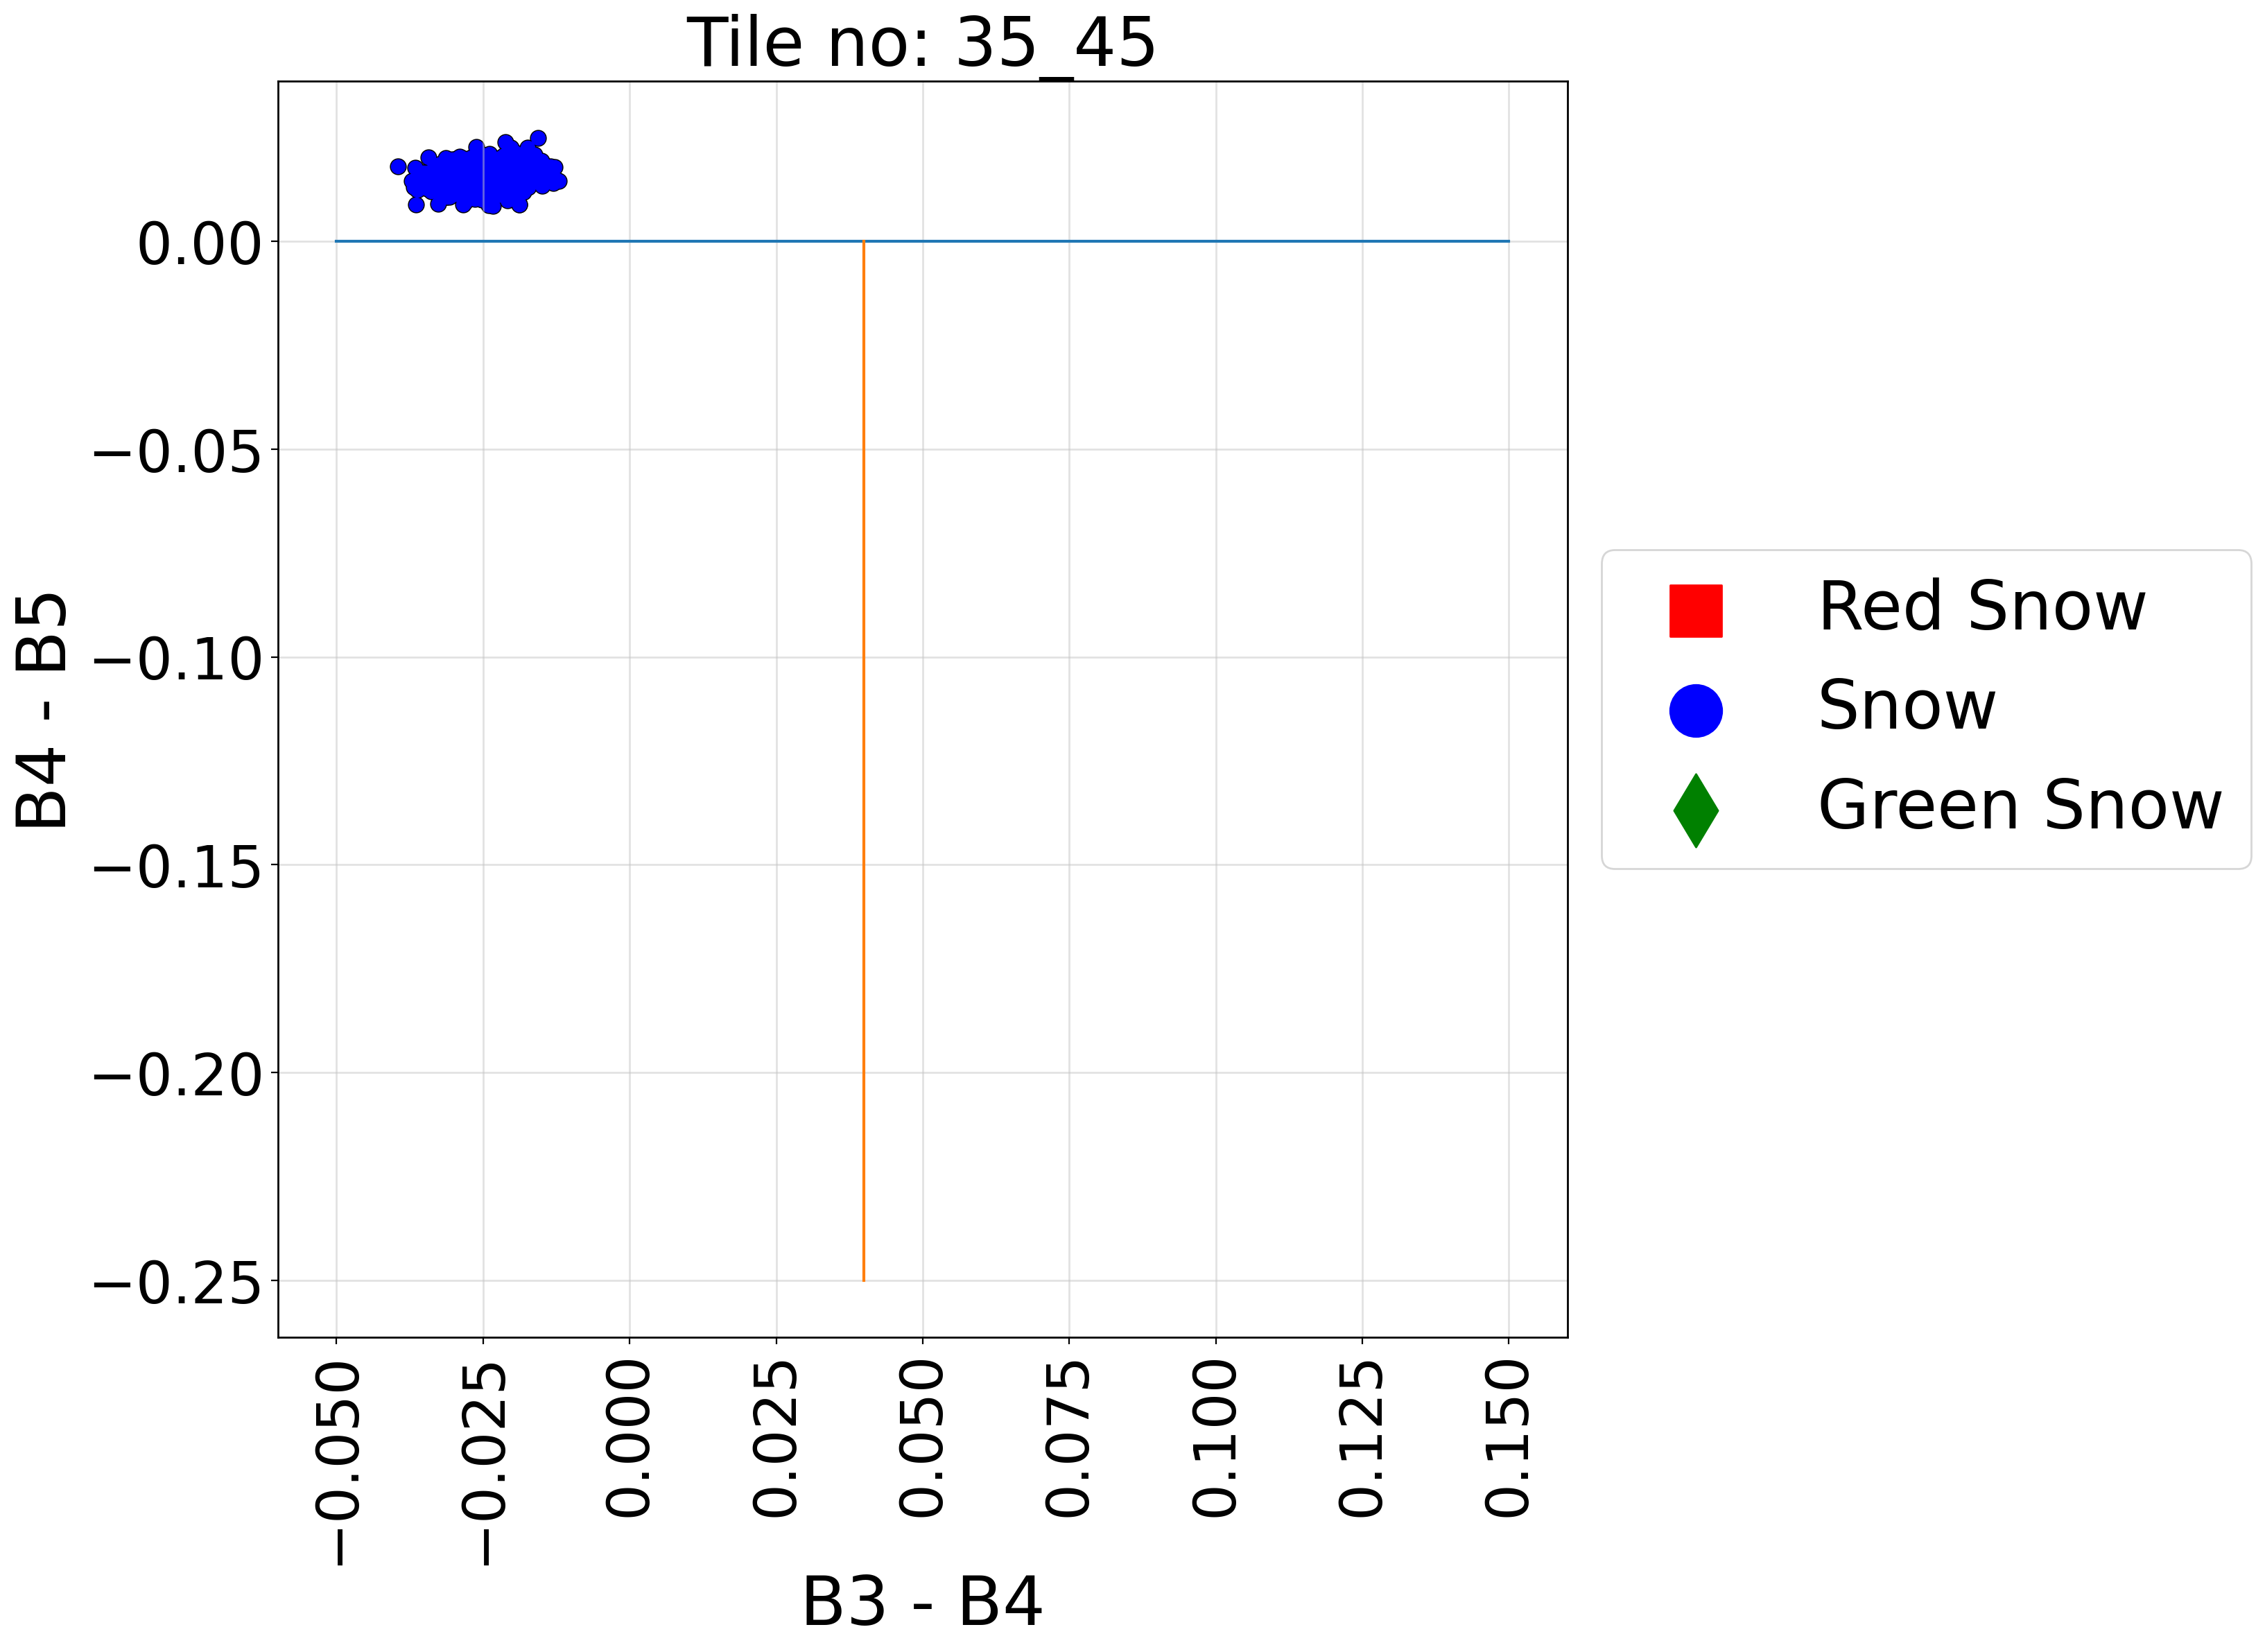 Tile no: 35_45
B4 - B5
0.00
−0.05
−0.10
−0.15
−0.20
−0.25
−0.050
−0.025
0.000
0.025
0.050
0.075
0.100
0.125
0.150
B3 - B4
Red Snow
Snow
Green Snow